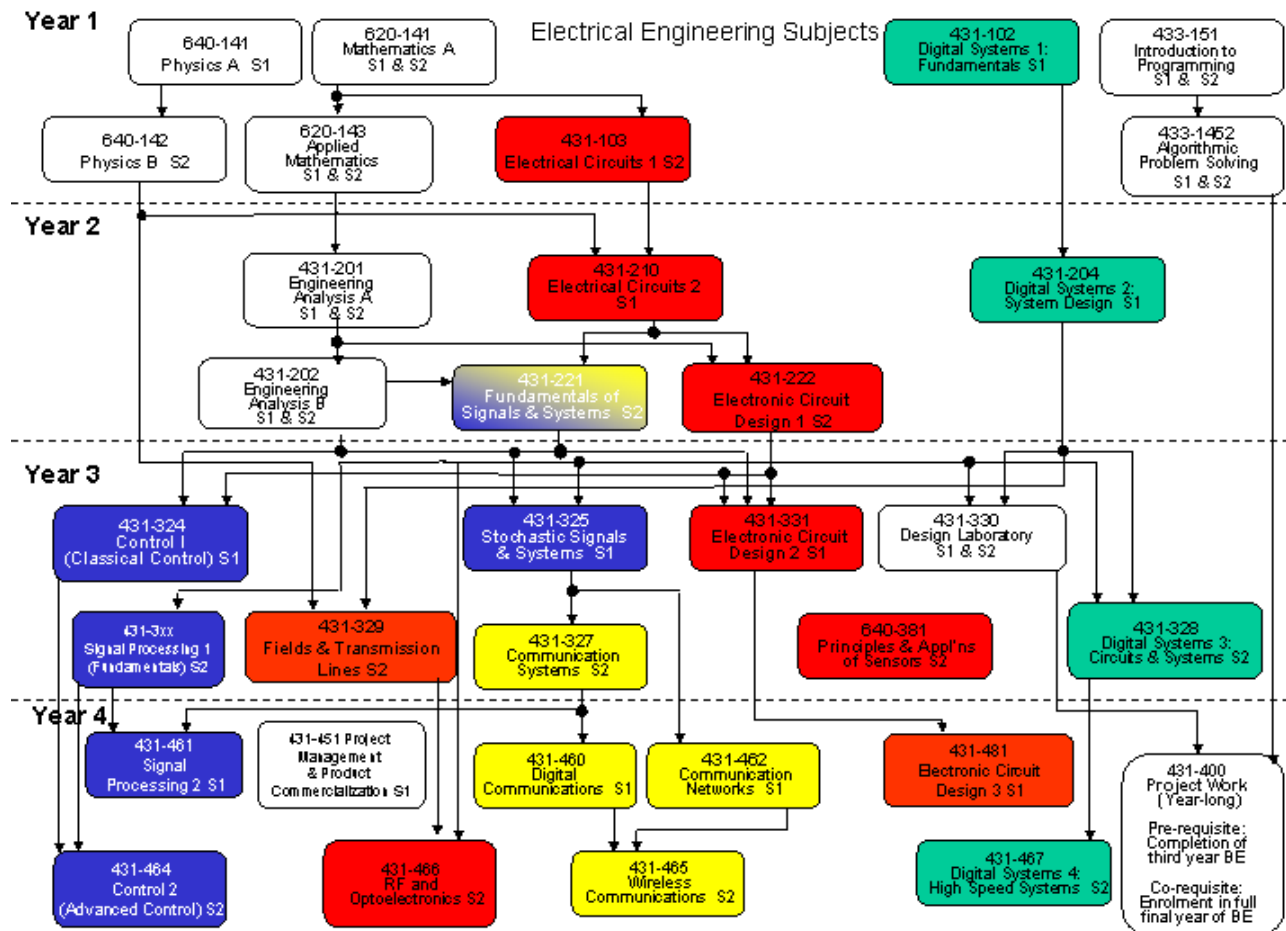 Year 1
Electrical Engineering Subjects
640-141
Physics A S1
620-141
Mathematics A
S1 & S2
431-102
Digital Systems 1:
Fundamentals S1
433-151
Introduction to
Programming
S1 & S2
640-142
Physics B S2
620-143
Applied
Mathematics
S1 & S2
431-103
Electrical Circuits 1 S2
433-1452
Algorithmic
Problem Solving
S1 & S2
Year 2
431-201
Engineering
Analysis A
S1 & S2
431-210
Electrical Circuits 2
S1
431-204
Digital Systems 2:
System Design S1
431-202
Engineering
Analysis B
S1 & S2
431-221
Fundamentals of
Signals & Systems S2
431-222
Electronic Circuit
Design 1 S2
Year 3
431-324
Control I
(Classical Control) S1
431-325
Stochastic Signals
& Systems S1
431-331
Electronic Circuit
Design 2 S1
431-330
Design Laboratory
S1 & S2
431-3xx
Signal Processing 1
(Fundamentals) S2
431-329
Fields & Transmission
Lines S2
431-327
Communication
Systems S2
640-381
Principles & Appl'ns
of Sensors S2
431-328
Digital Systems 3:
Circuits & Systems S2
Year 4
431-461
Signal
Processing 2 S1
431-451 Project
Management
& Product
Commercialization S1
431-460
Digital
Communications S1
431-462
Communication
Networks S1
431-481
Electronic Circuit
Design 3 S1
431-400
Project Work
(Year-long)
Pre-requisite:
Completion of
third year BE
Co-requisite:
Enrolment in full
final year of BE
431-464
Control 2
(Advanced Control) S2
431-466
RF and
Optoelectronics S2
431-465
Wireless
Communications S2
431-467
Digital Systems 4:
High Speed Systems S2